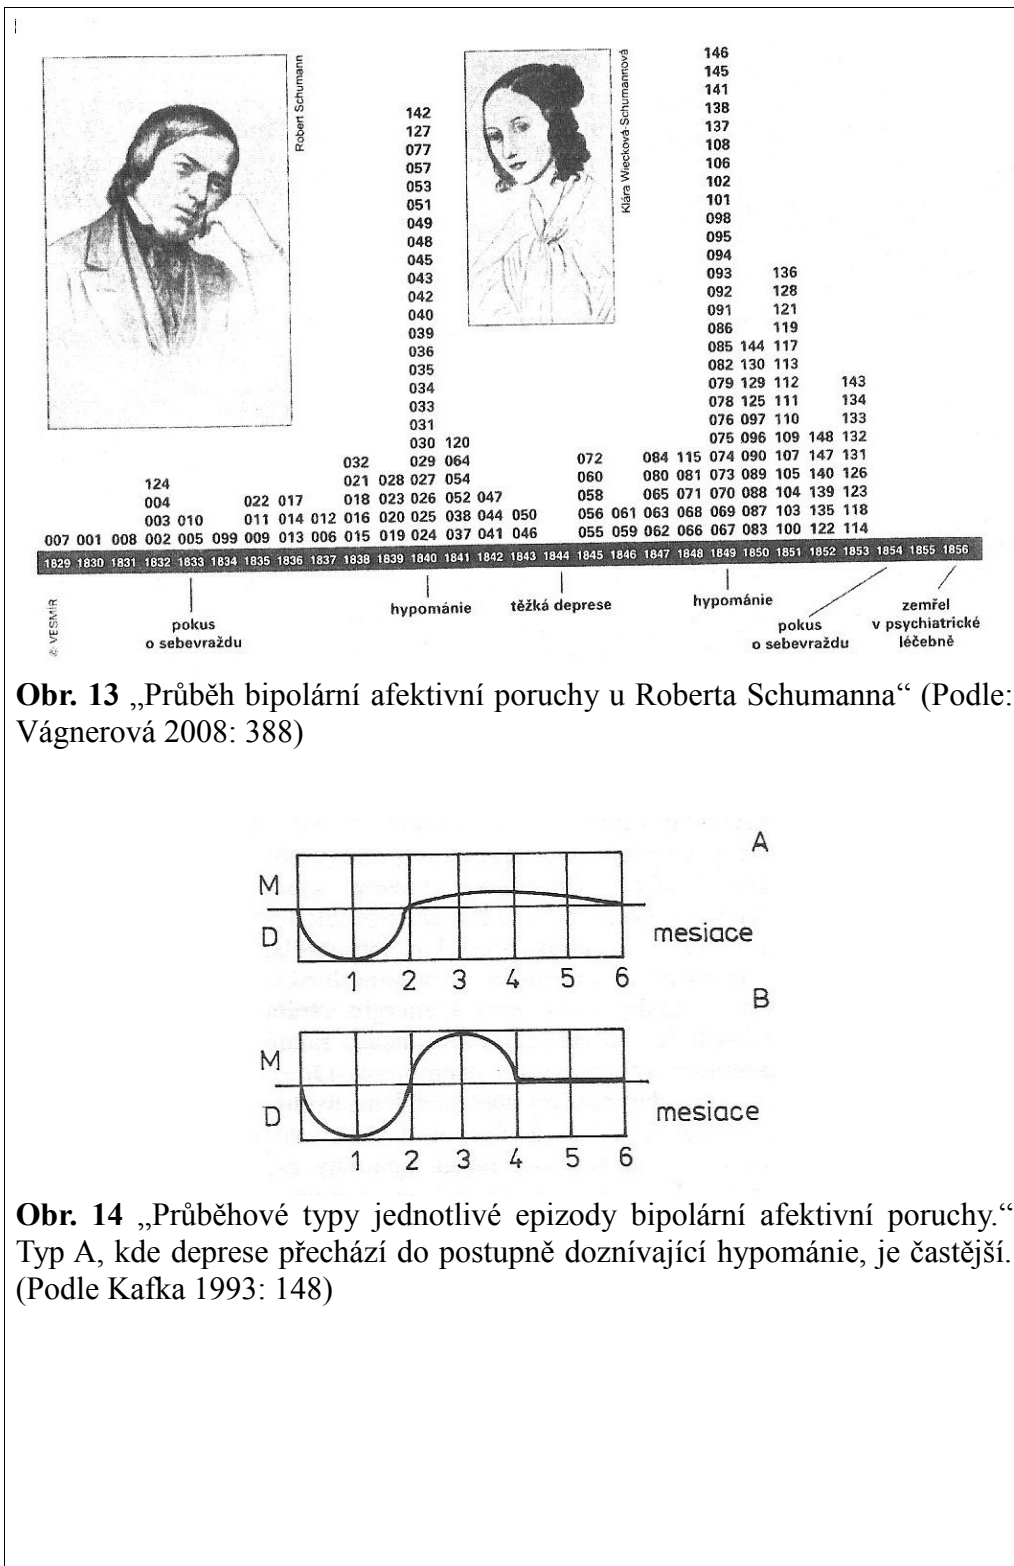 Robert Schumann
Klára Wiecková-Schumannová
146
145
141
142 138
127 137
077 108
057 106
053 102
051 101
049 098
048 095
045 094
043 093 136
042 092 128
040 091 121
039 086 119
036 085 144 117
035 082 130 113
034 079 129 112 143
033 078 125 111 134
031 076 097 110 133
030 120 075 096 109 148 132
032 029 064 072 084 115 074 090 107 147 131
124 021 028 027 054 060 080 081 073 089 105 140 126
004 022 017 018 023 026 052 047 058 065 071 070 088 104 139 123
003 010 011 014 012 016 020 025 038 044 050 056 061 063 068 069 087 103 135 118
007 001 008 002 005 099 009 013 006 015 019 024 037 041 046 055 059 062 066 067 083 100 122 114
1829 1830 1831 1832 1833 1834 1835 1836 1837 1838 1839 1840 1841 1842 1843 1844 1845 1846 1847 1848 1849 1850 1851 1852 1853 1854 1855 1856
© VESMÍR
pokus
o sebevraždu
hypománie
těžká deprese
hypománie
pokus
o sebevraždu
zemřel
v psychiatrické
léčebně
Obr. 13 „Průběh bipolární afektivní poruchy u Roberta Schumanna“ (Podle:
Vágnerová 2008: 388)
A
M
D
mesiace
1 2 3 4 5 6
B
M
D
mesiace
1 2 3 4 5 6
Obr. 14 „Průběhové typy jednotlivé epizody bipolární afektivní poruchy.“
Typ A, kde deprese přechází do postupně doznívající hypománie, je častější.
(Podle Kafka 1993: 148)